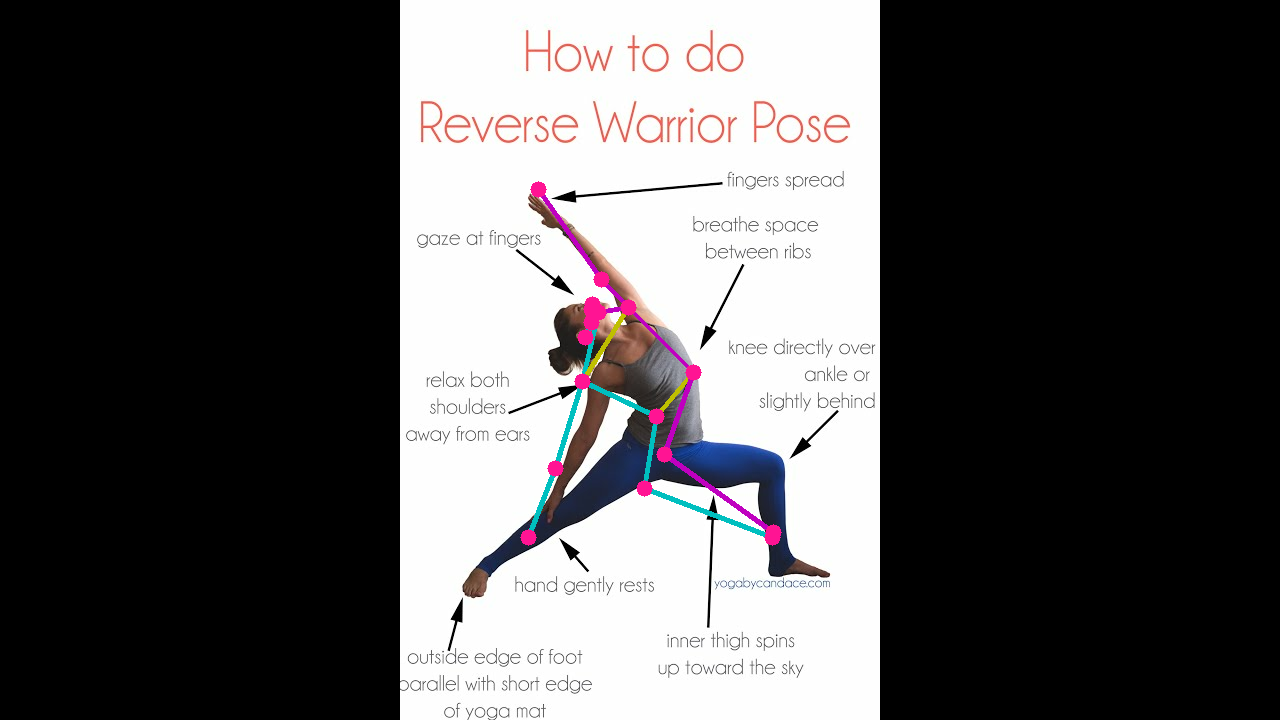 How to do
Reverse Warrior Pose
fingers spread
gaze at fingers
breathe space
between ribs
knee directly over
ankle or
slightly behind
relax both
shoulders
away from ears
hand gently rests
yogabycandace.com
inner thigh spins
up toward the sky
outside edge of foot
parallel with short edge
of yoga mat